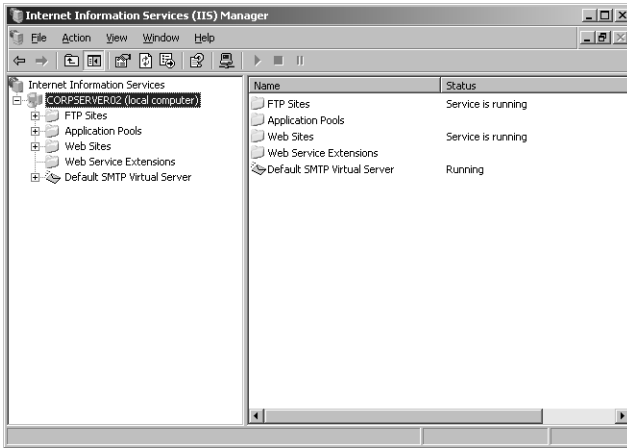 Internet Information Services (IIS) Manager
File Action View Window Help
Internet Information Services
CORPSERVER02 (local computer)
FTP Sites
Application Pools
Web Sites
Web Service Extensions
Default SMTP Virtual Server
Name Status
FTP Sites Service is running
Application Pools
Web Sites Service is running
Web Service Extensions
Default SMTP Virtual Server Running